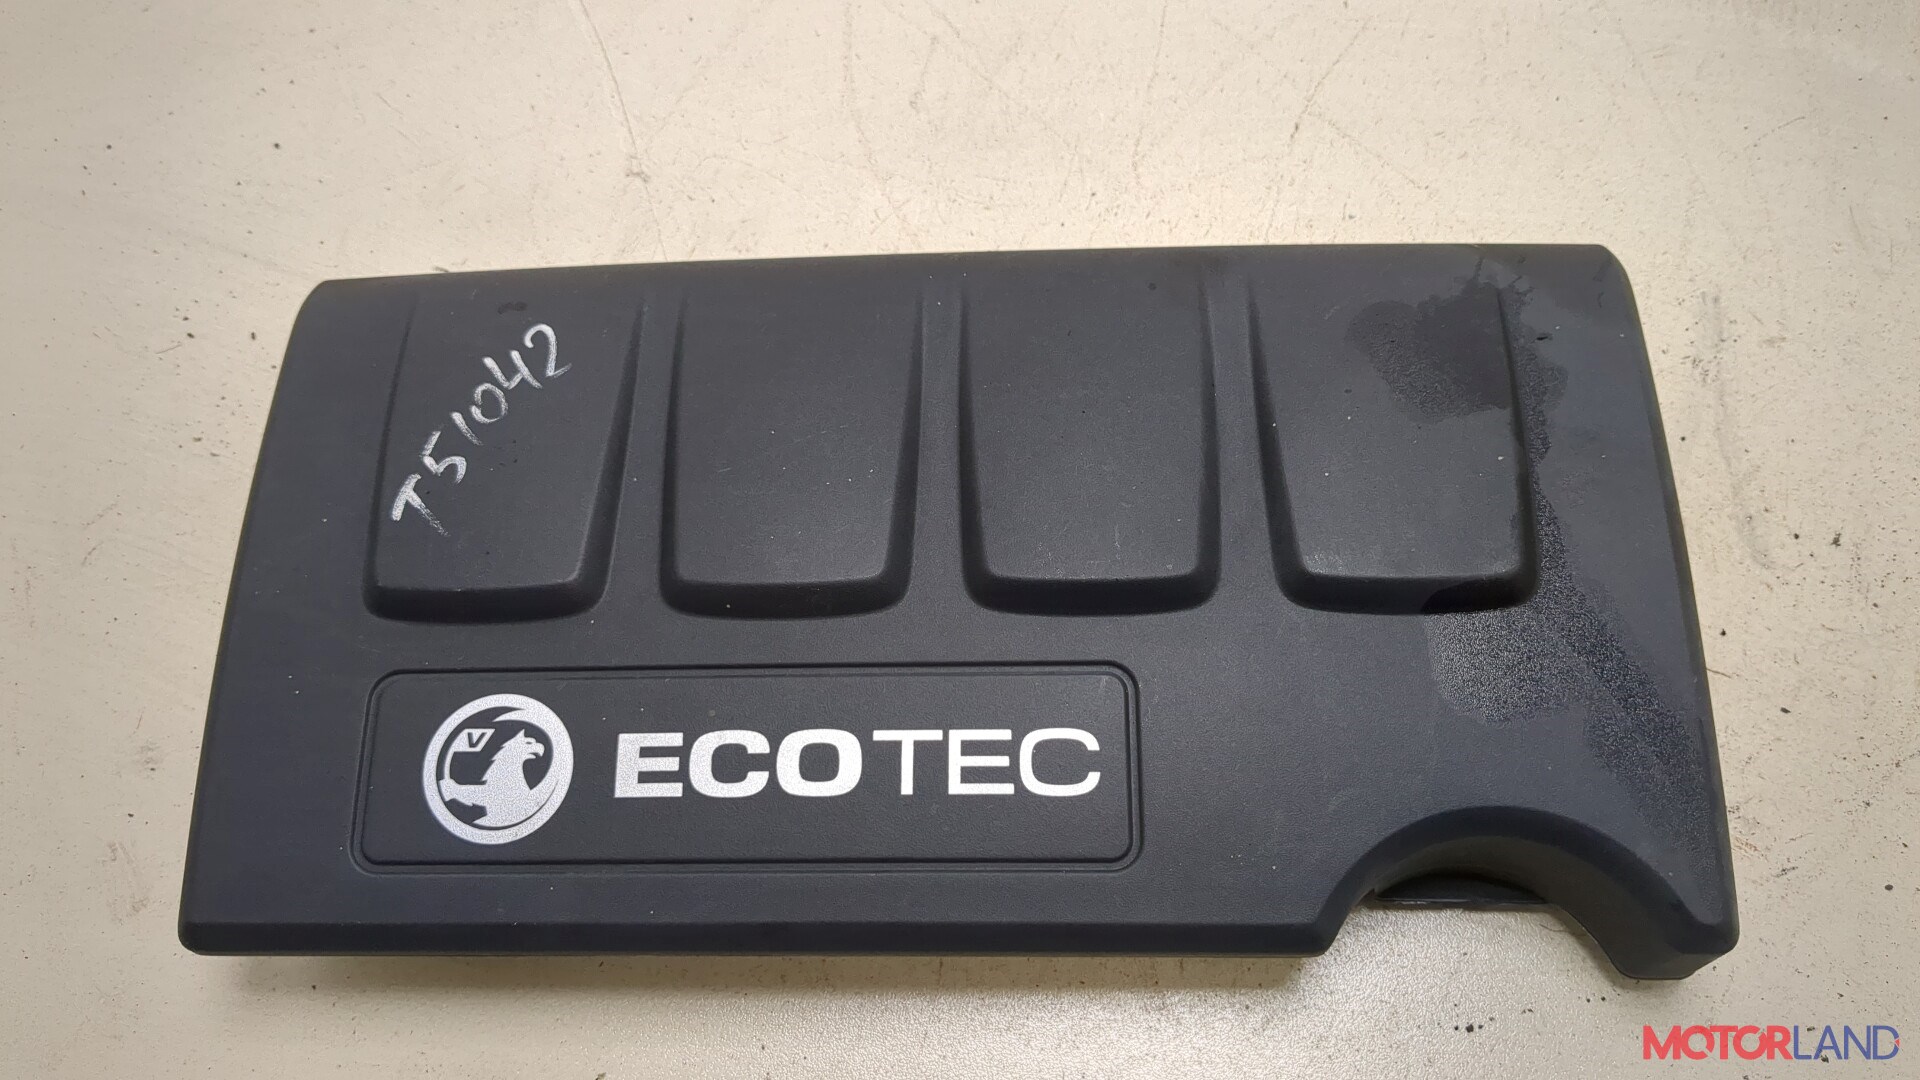 T51042
V
ECOTEC
MOTORLAND